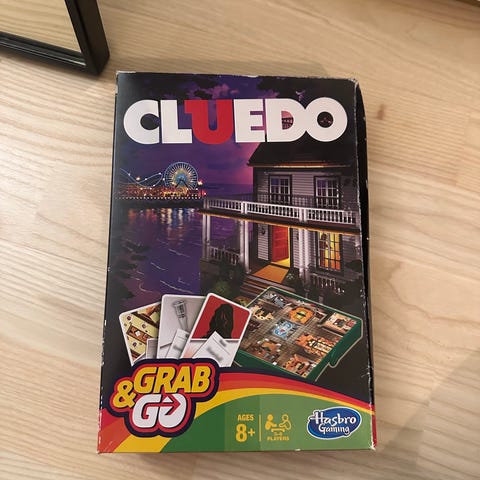 CLUEDO
GRAB
& GO
AGES
8+
PLAYERS
Hasbro
Gaming